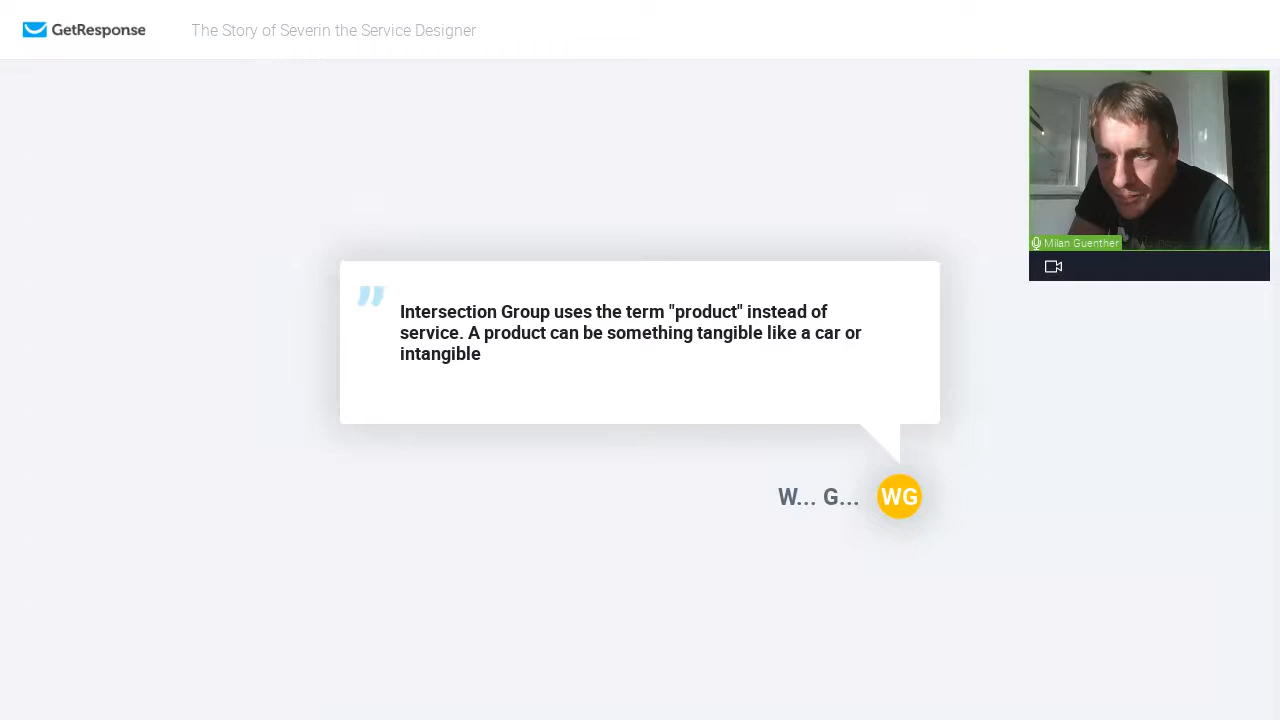 GetResponse
The Story of Severin the Service Designer
Milan Guenther
Intersection Group uses the term "product" instead of
service. A product can be something tangible like a car or
intangible
W... G...
WG